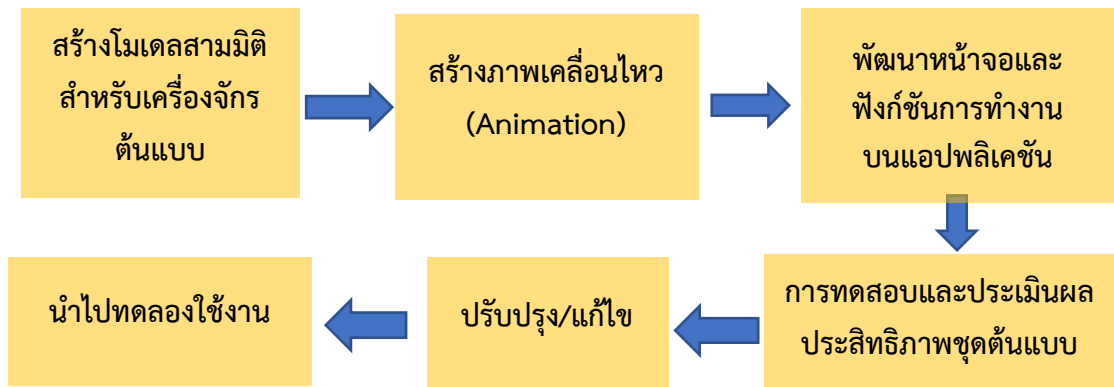 สร้างโมเดลสามมิติ
สำหรับเครื่องจักร
ต้นแบบ
สร้างภาพเคลื่อนไหว
(Animation)
พัฒนาหน้าจอและ
ฟังก์ชันการทำงาน
บนแอปพลิเคชัน
การทดสอบและประเมินผล
ประสิทธิภาพชุดต้นแบบ
ปรับปรุง/แก้ไข
นำไปทดลองใช้งาน